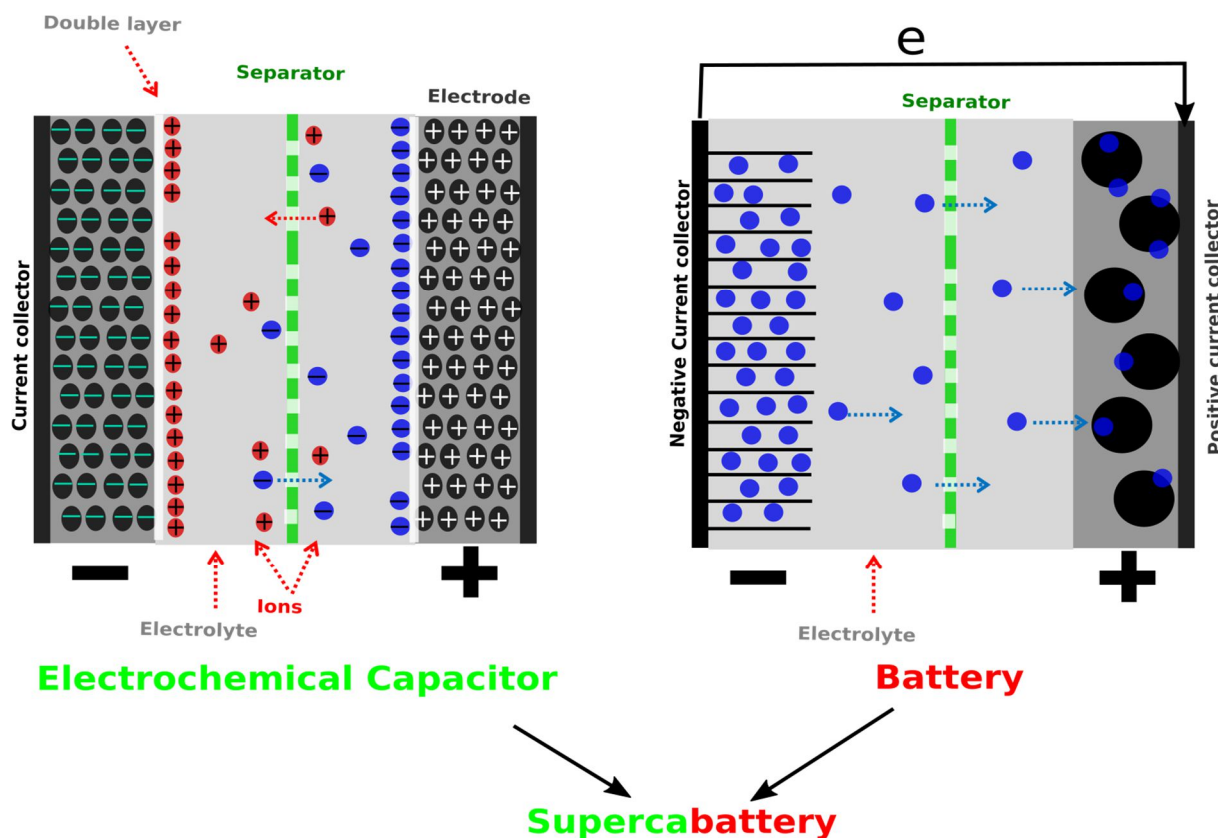 Double layer
Separator
Electrode
Current collector
Ions
Electrolyte
Electrochemical Capacitor
e
Separator
Negative Current collector
Positive current collector
Electrolyte
Battery
Supercabattery